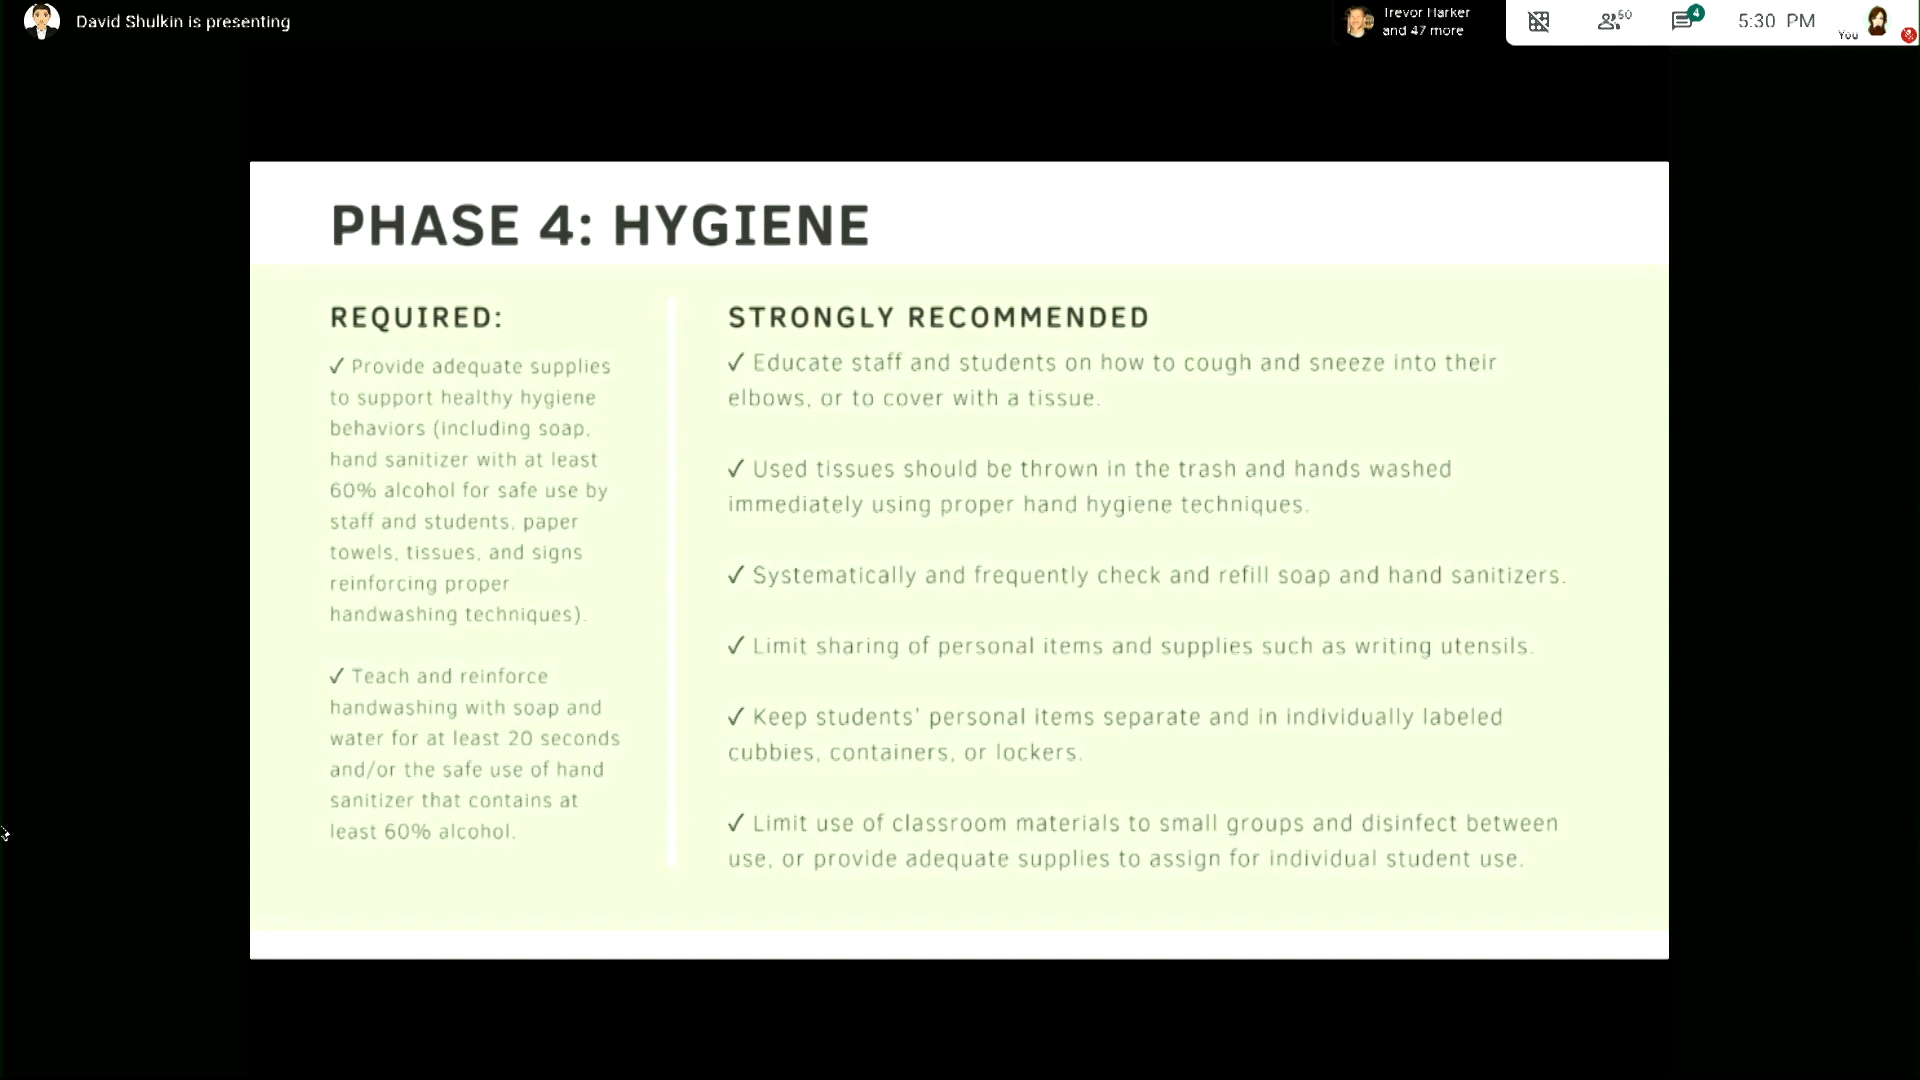 David Shulkin is presenting
Trevor Harker
and 47 more
50
4
5:30 PM
You
PHASE 4: HYGIENE
REQUIRED:
✓ Provide adequate supplies
to support healthy hygiene
behaviors (including soap,
hand sanitizer with at least
60% alcohol for safe use by
staff and students, paper
towels, tissues, and signs
reinforcing proper
handwashing techniques).
✓ Teach and reinforce
handwashing with soap and
water for at least 20 seconds
and/or the safe use of hand
sanitizer that contains at
least 60% alcohol.
STRONGLY RECOMMENDED
✓ Educate staff and students on how to cough and sneeze into their
elbows, or to cover with a tissue.
✓ Used tissues should be thrown in the trash and hands washed
immediately using proper hand hygiene techniques.
✓ Systematically and frequently check and refill soap and hand sanitizers.
✓ Limit sharing of personal items and supplies such as writing utensils.
✓ Keep students' personal items separate and in individually labeled
cubbies, containers, or lockers.
✓ Limit use of classroom materials to small groups and disinfect between
use, or provide adequate supplies to assign for individual student use.